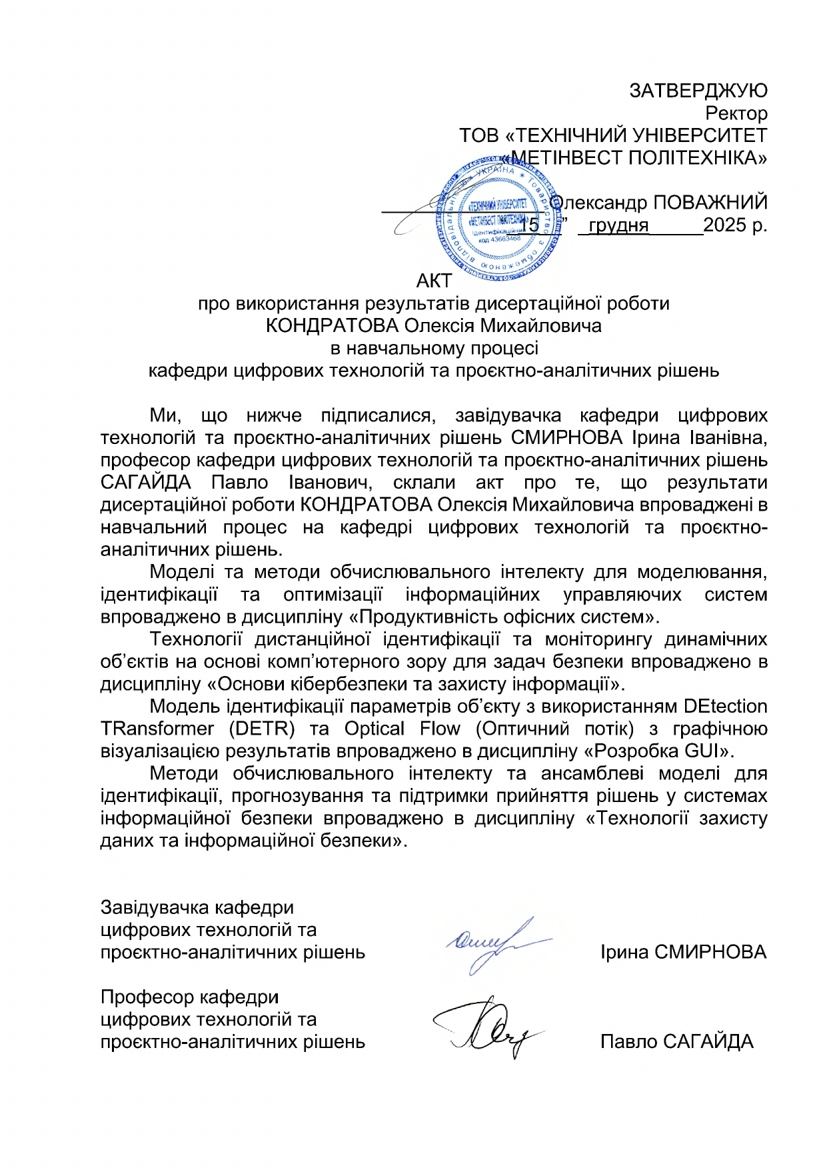 ЗАТВЕРДЖУЮ
Ректор
ТОВ «ТЕХНІЧНИЙ УНІВЕРСИТЕТ
«МЕТІНВЕСТ ПОЛІТЕХНІКА»
Олександр ПОВАЖНИЙ
15 ” грудня 2025 р.
УКРАЇНА
«ТЕХНІЧНИЙ УНІВЕРСИТЕТ
«МЕТІНВЕСТ ПОЛІТЕХНІКА»
код 43663468
АКТ
про використання результатів дисертаційної роботи
КОНДРАТОВА Олексія Михайловича
в навчальному процесі
кафедри цифрових технологій та проєктно-аналітичних рішень
Ми, що нижче підписалися, завідувачка кафедри цифрових
технологій та проєктно-аналітичних рішень СМИРНОВА Ірина Іванівна,
професор кафедри цифрових технологій та проєктно-аналітичних рішень
САГАЙДА Павло Іванович, склали акт про те, що результати
дисертаційної роботи КОНДРАТОВА Олексія Михайловича впроваджені в
навчальний процес на кафедрі цифрових технологій та проєктно-
аналітичних рішень.
Моделі та методи обчислювального інтелекту для моделювання,
ідентифікації та оптимізації інформаційних управляючих систем
впроваджено в дисципліну «Продуктивність офісних систем».
Технології дистанційної ідентифікації та моніторингу динамічних
об’єктів на основі комп’ютерного зору для задач безпеки впроваджено в
дисципліну «Основи кібербезпеки та захисту інформації».
Модель ідентифікації параметрів об’єкту з використанням DEtection
TRansformer (DETR) та Optical Flow (Оптичний потік) з графічною
візуалізацією результатів впроваджено в дисципліну «Розробка GUI».
Методи обчислювального інтелекту та ансамблеві моделі для
ідентифікації, прогнозування та підтримки прийняття рішень у системах
інформаційної безпеки впроваджено в дисципліну «Технології захисту
даних та інформаційної безпеки».
Завідувачка кафедри
цифрових технологій та
проєктно-аналітичних рішень Ірина СМИРНОВА
Професор кафедри
цифрових технологій та
проєктно-аналітичних рішень Павло САГАЙДА